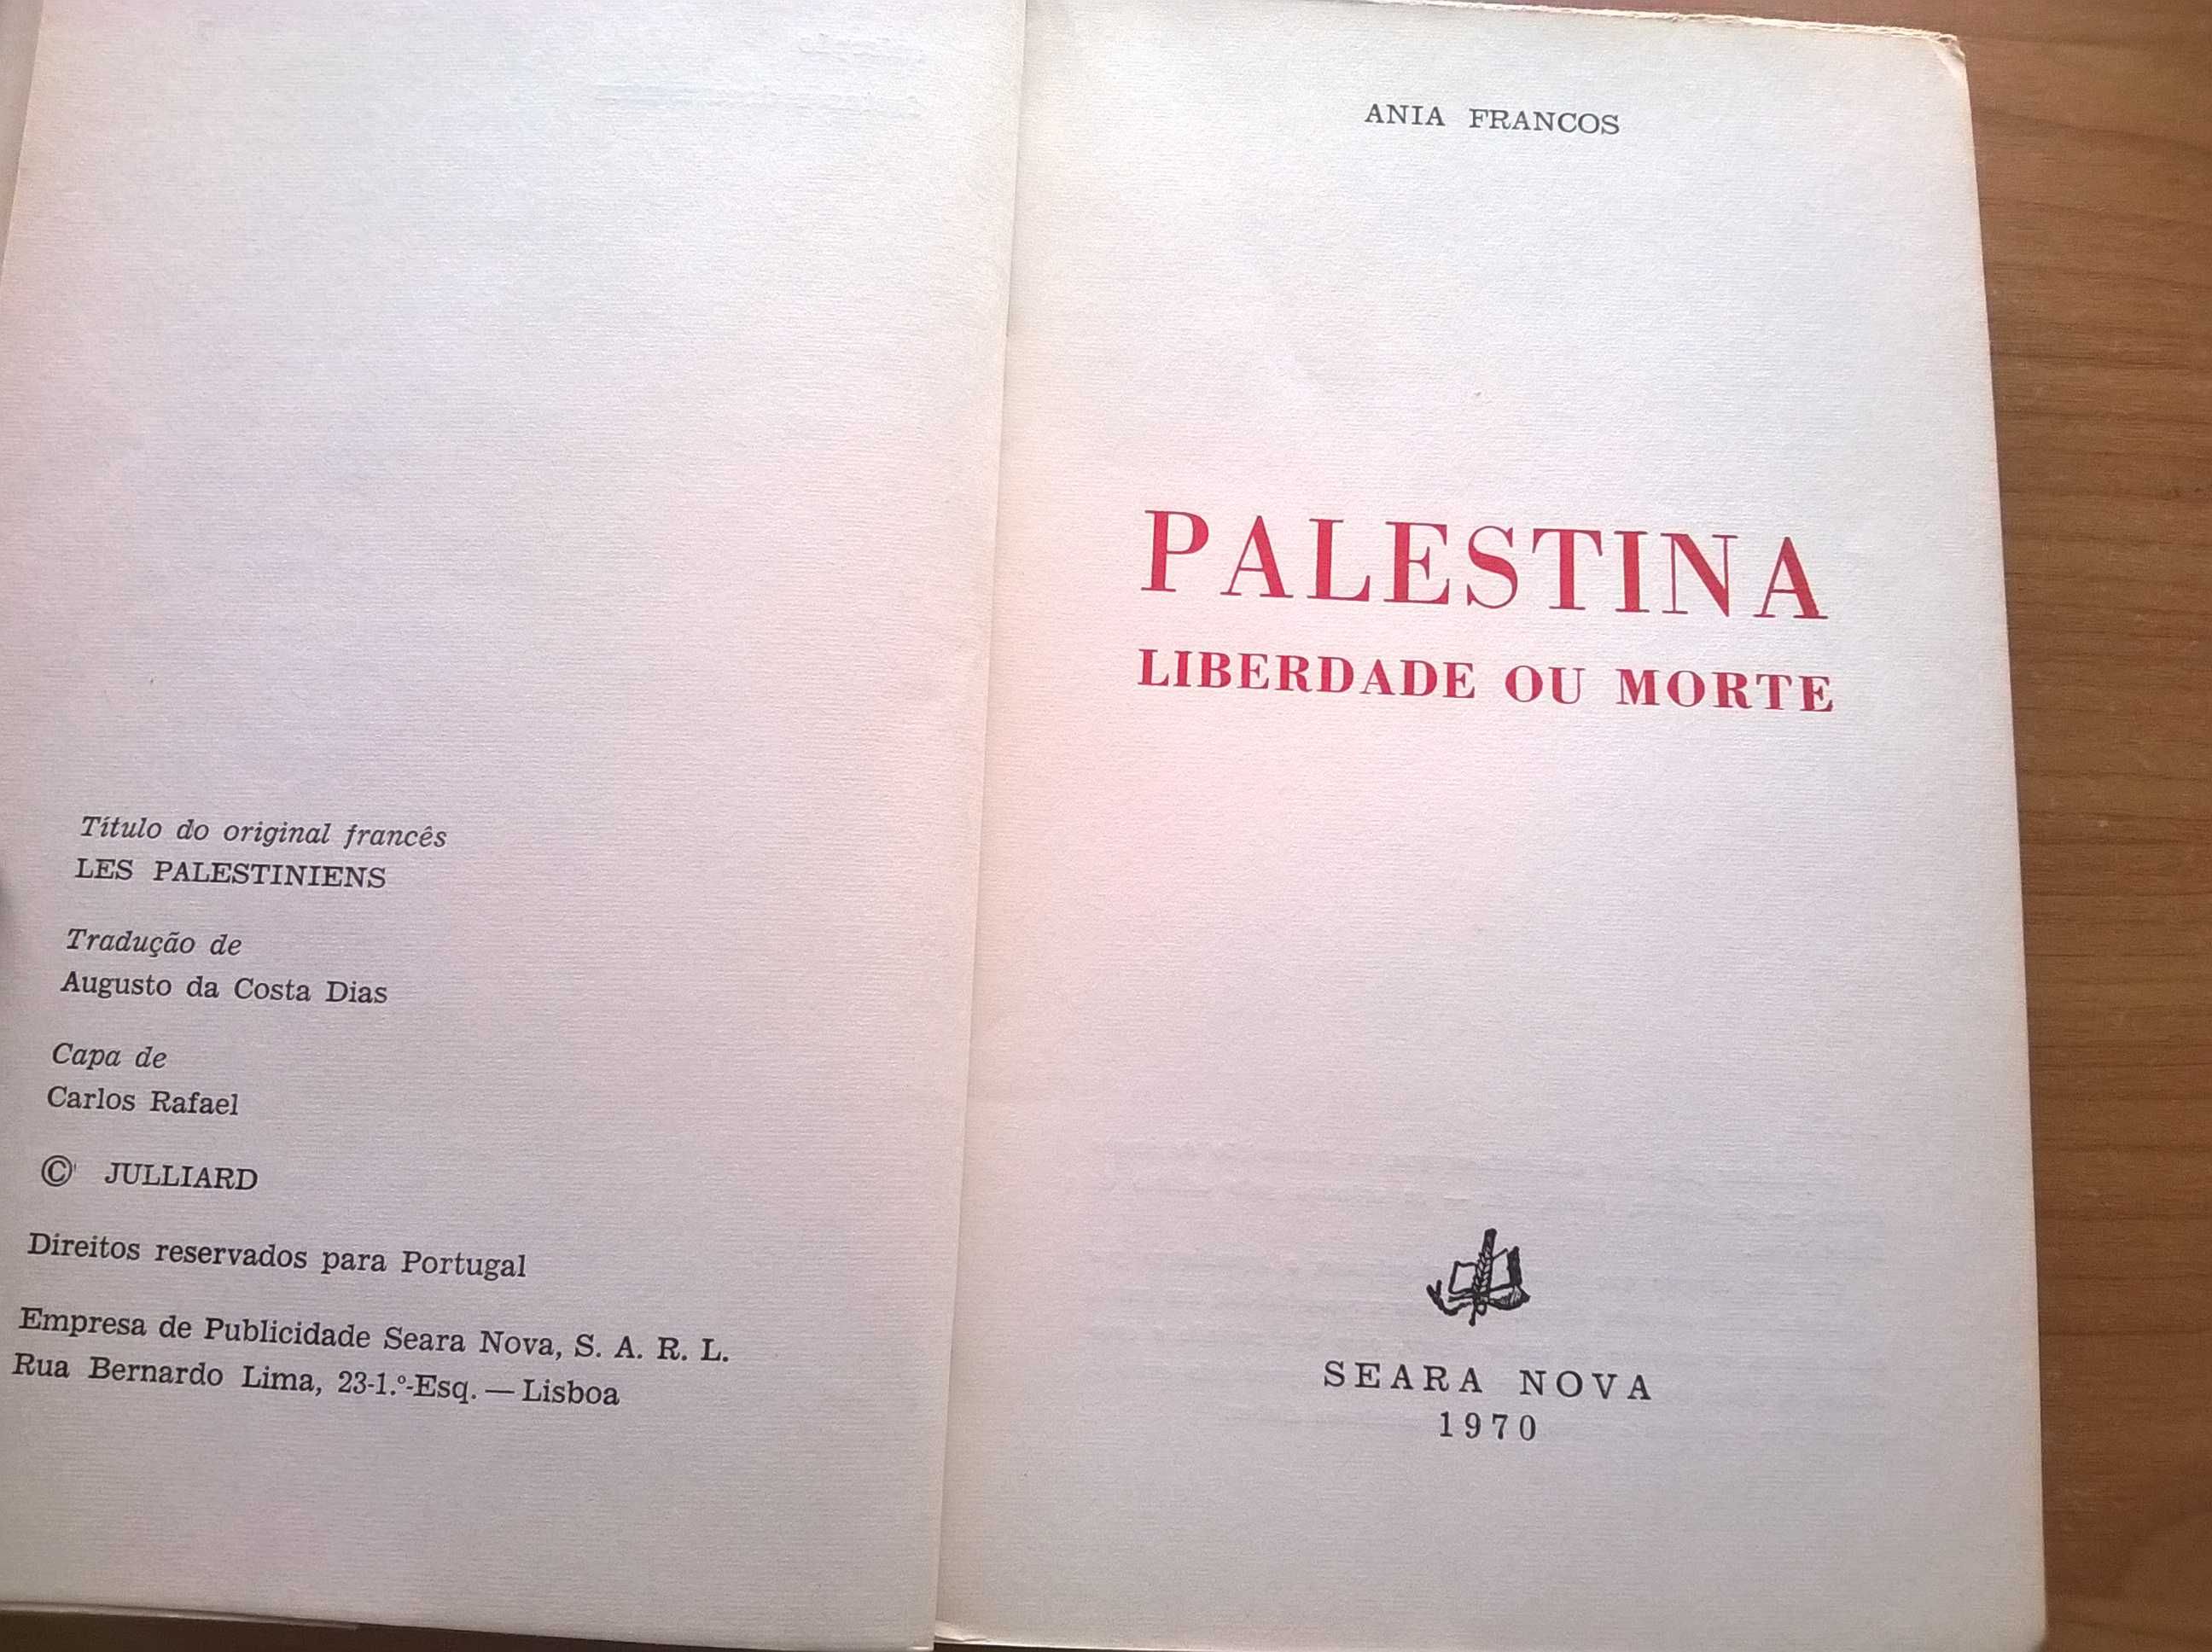 Título do original francês
LES PALESTINIENS
Tradução de
Augusto da Costa Dias
Capa de
Carlos Rafael
© JULLIARD
Direitos reservados para Portugal
Empresa de Publicidade Seara Nova, S. A. R. L.
Rua Bernardo Lima, 23-1.º-Esq. — Lisboa
ANIA FRANCOS
PALESTINA
LIBERDADE OU MORTE
SEARA NOVA
1970